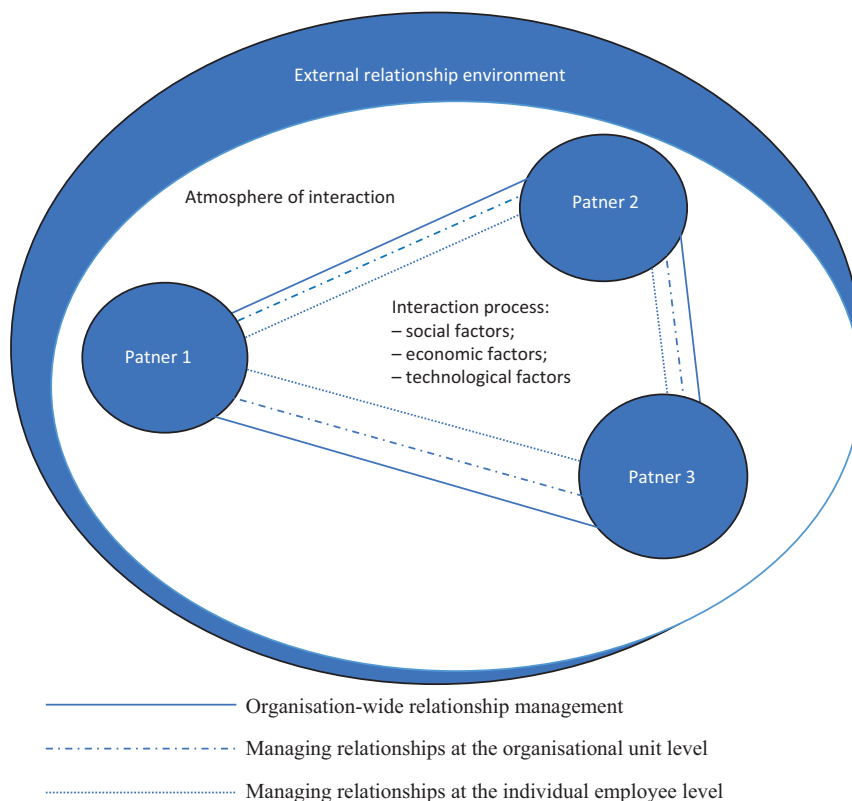 External relationship environment
Patner 2
Atmosphere of interaction
Interaction process:
– social factors;
– economic factors;
– technological factors
Patner 1
Patner 3
Organisation-wide relationship management
Managing relationships at the organisational unit level
Managing relationships at the individual employee level